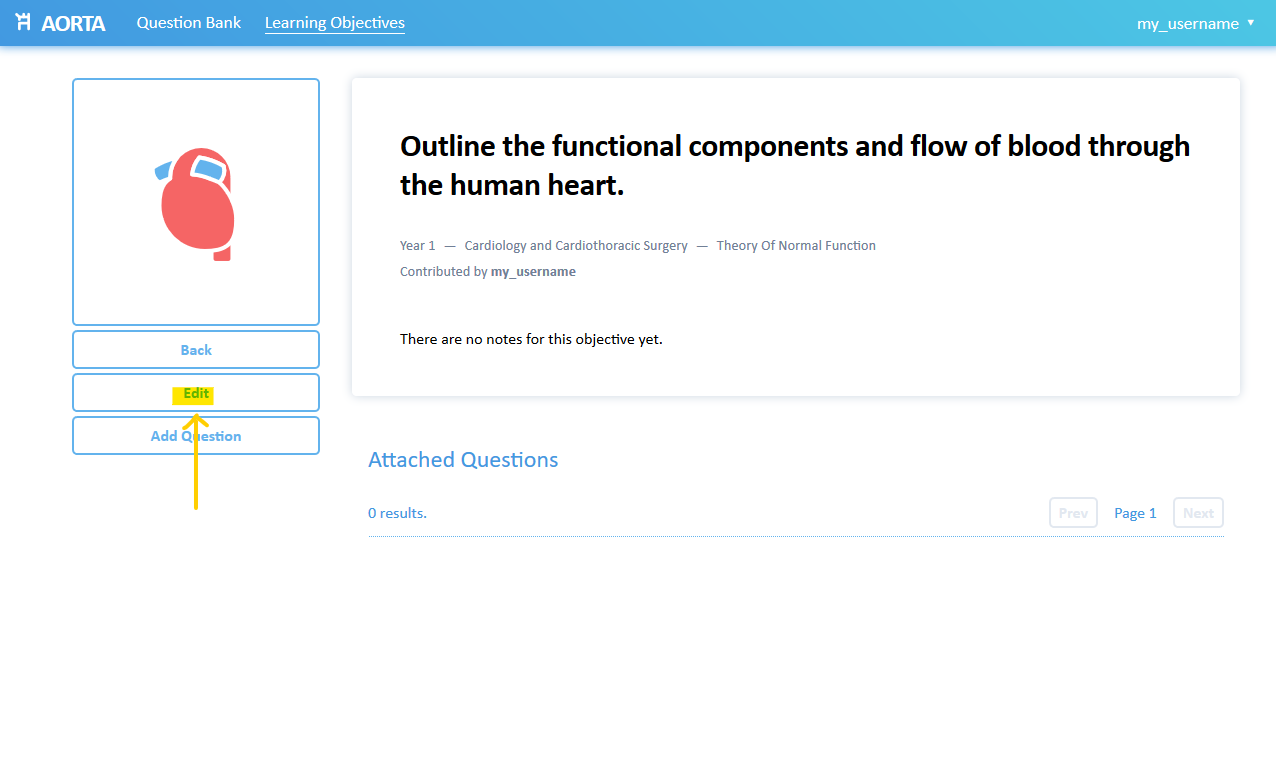 AORTA Question Bank Learning Objectives my_username
Outline the functional components and flow of blood through
the human heart.
Year 1 — Cardiology and Cardiothoracic Surgery — Theory Of Normal Function
Contributed by my_username
There are no notes for this objective yet.
Back
Edit
Add Question
Attached Questions
0 results.
Prev Page 1 Next